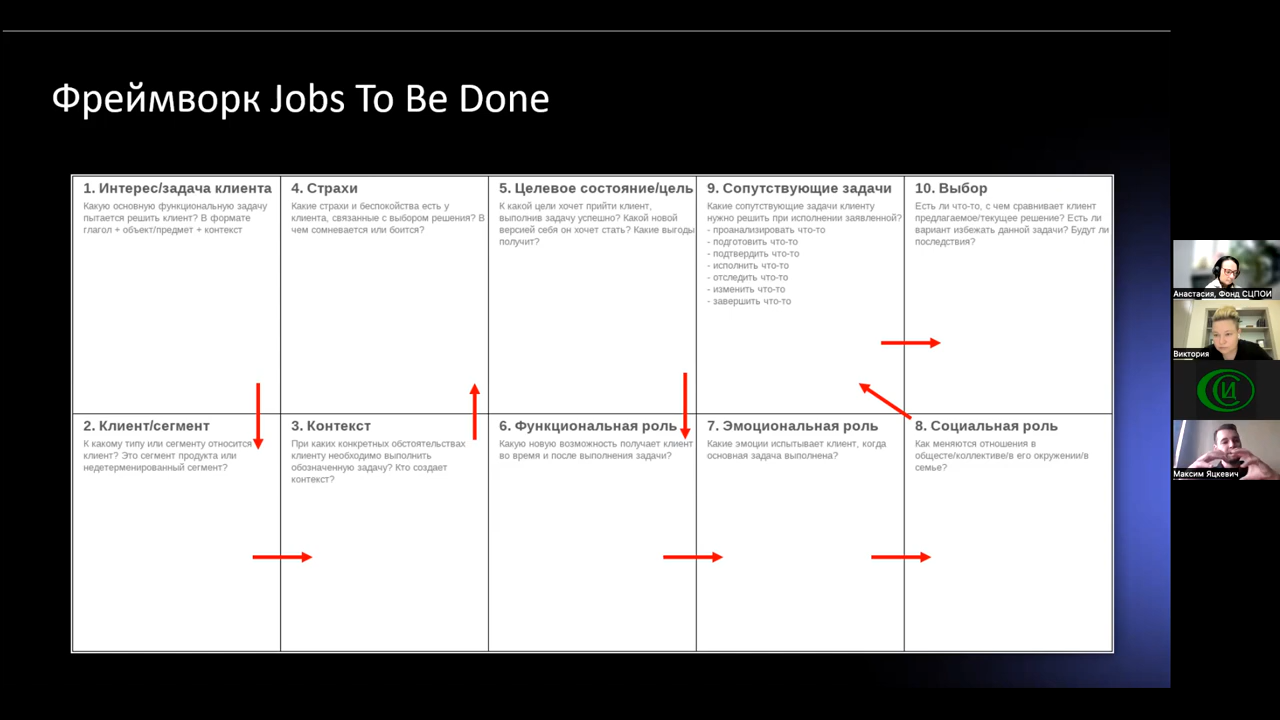 Фреймворк Jobs To Be Done
1. Интерес/задача клиента
Какую основную функциональную задачу
пытается решить клиент? В формате
глагол + объект/предмет + контекст
4. Страхи
Какие страхи и беспокойства есть у
клиента, связанные с выбором решения? В
чем сомневается или боится?
5. Целевое состояние/цель
К какой цели хочет прийти клиент,
выполнив задачу успешно? Какой новой
версией себя он хочет стать? Какие выгоды
получит?
9. Сопутствующие задачи
Какие сопутствующие задачи клиенту
нужно решить при исполнении заявленной?
- проанализировать что-то
- подготовить что-то
- подтвердить что-то
- исполнить что-то
- отследить что-то
- изменить что-то
- завершить что-то
10. Выбор
Есть ли что-то, с чем сравнивает клиент
предлагаемое/текущее решение? Есть ли
вариант избежать данной задачи? Будут ли
последствия?
2. Клиент/сегмент
К какому типу или сегменту относится
клиент? Это сегмент продукта или
недетерменированный сегмент?
3. Контекст
При каких конкретных обстоятельствах
клиенту необходимо выполнить
обозначенную задачу? Кто создает
контекст?
6. Функциональная роль
Какую новую возможность получает клиент
во время и после выполнения задачи?
7. Эмоциональная роль
Какие эмоции испытывает клиент, когда
основная задача выполнена?
8. Социальная роль
Как меняются отношения в
общесте/коллективе/в его окружении/в
семье?
Анастасия, Фонд СЦПОИ
Виктория
Максим Яцкевич